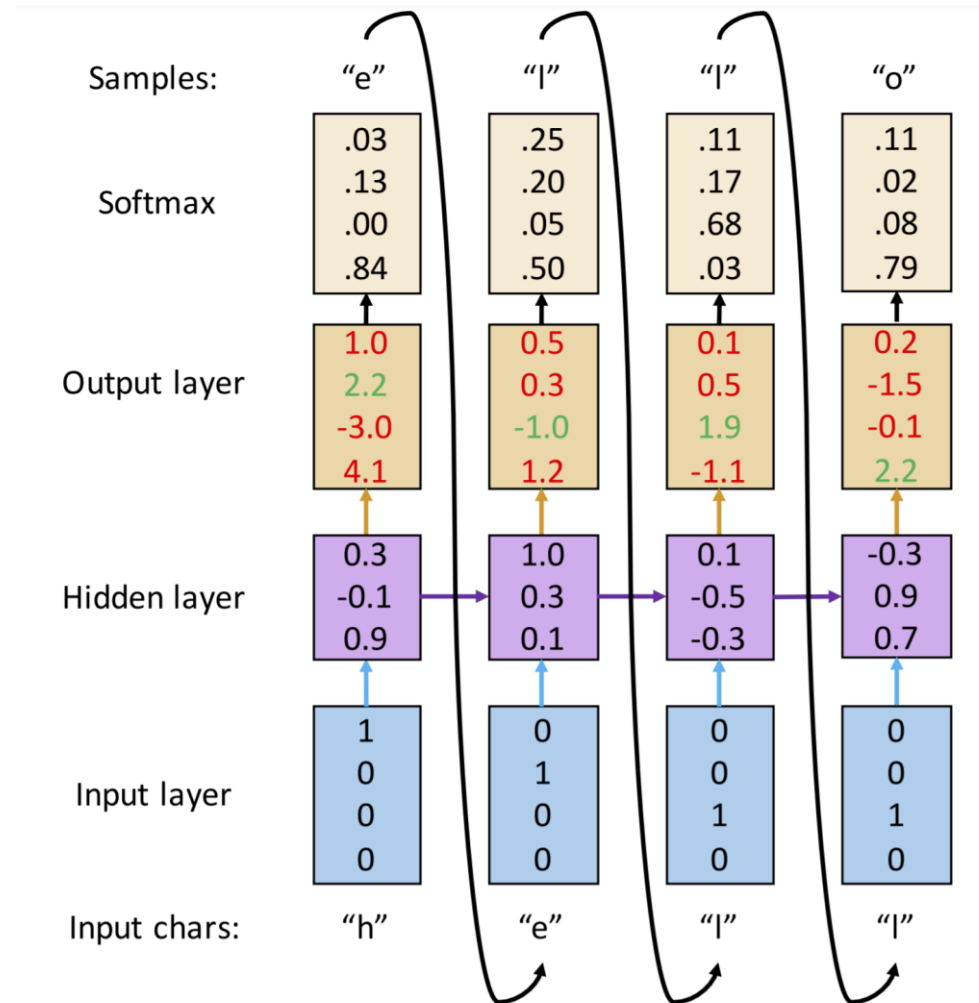 Samples: “e” “l” “l” “o”
Softmax
.03 .25 .11 .11
.13 .20 .17 .02
.00 .05 .68 .08
.84 .50 .03 .79
Output layer
1.0 0.5 0.1 0.2
2.2 0.3 0.5 -1.5
-3.0 -1.0 1.9 -0.1
4.1 1.2 -1.1 2.2
Hidden layer
0.3 1.0 0.1 -0.3
-0.1 0.3 -0.5 0.9
0.9 0.1 -0.3 0.7
Input layer
1 0 0 0
0 1 0 0
0 0 1 1
0 0 0 0
Input chars: “h” “e” “l” “l”